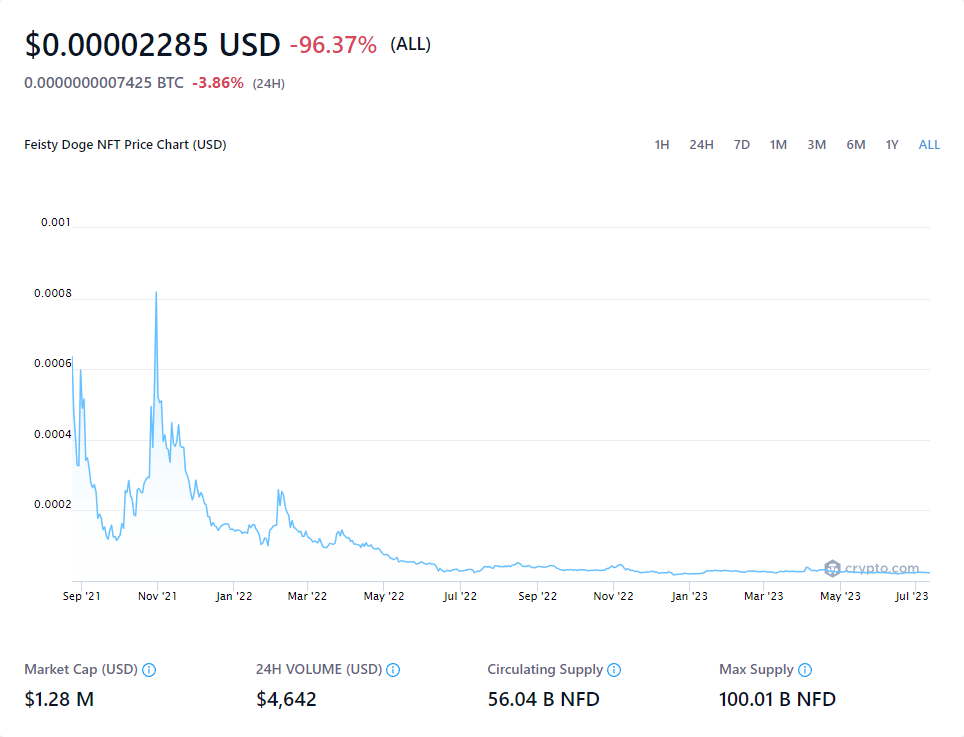 $0.00002285 USD -96.37% (ALL)
0.0000000007425 BTC -3.86% (24H)
Feisty Doge NFT Price Chart (USD) 1H 24H 7D 1M 3M 6M 1Y ALL
0.001
0.0008
0.0006
0.0004
0.0002
crypto.com
Sep '21 Nov '21 Jan '22 Mar '22 May '22 Jul '22 Sep '22 Nov '22 Jan '23 Mar '23 May '23 Jul '23
Market Cap (USD) 24H VOLUME (USD) Circulating Supply Max Supply
$1.28 M $4,642 56.04 B NFD 100.01 B NFD